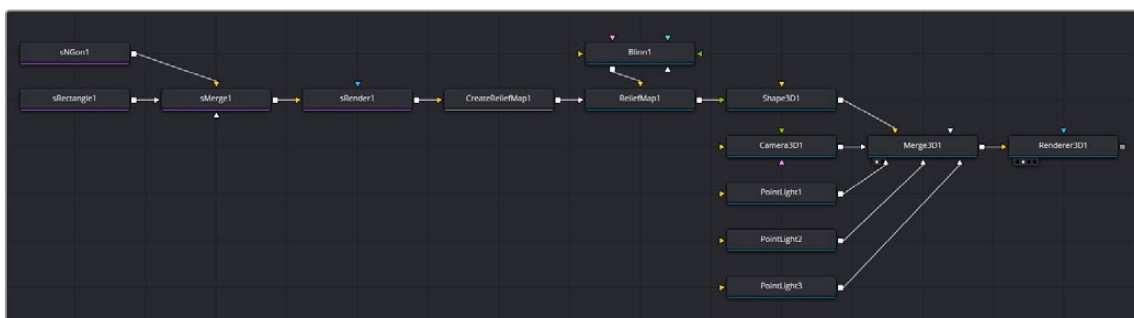 sNGon1
Blinn1
sRectangle1
sMerge1
sRender1
CreateReliefMap1
ReliefMap1
Shape3D1
Camera3D1
Merge3D1
Renderer3D1
PointLight1
PointLight2
PointLight3